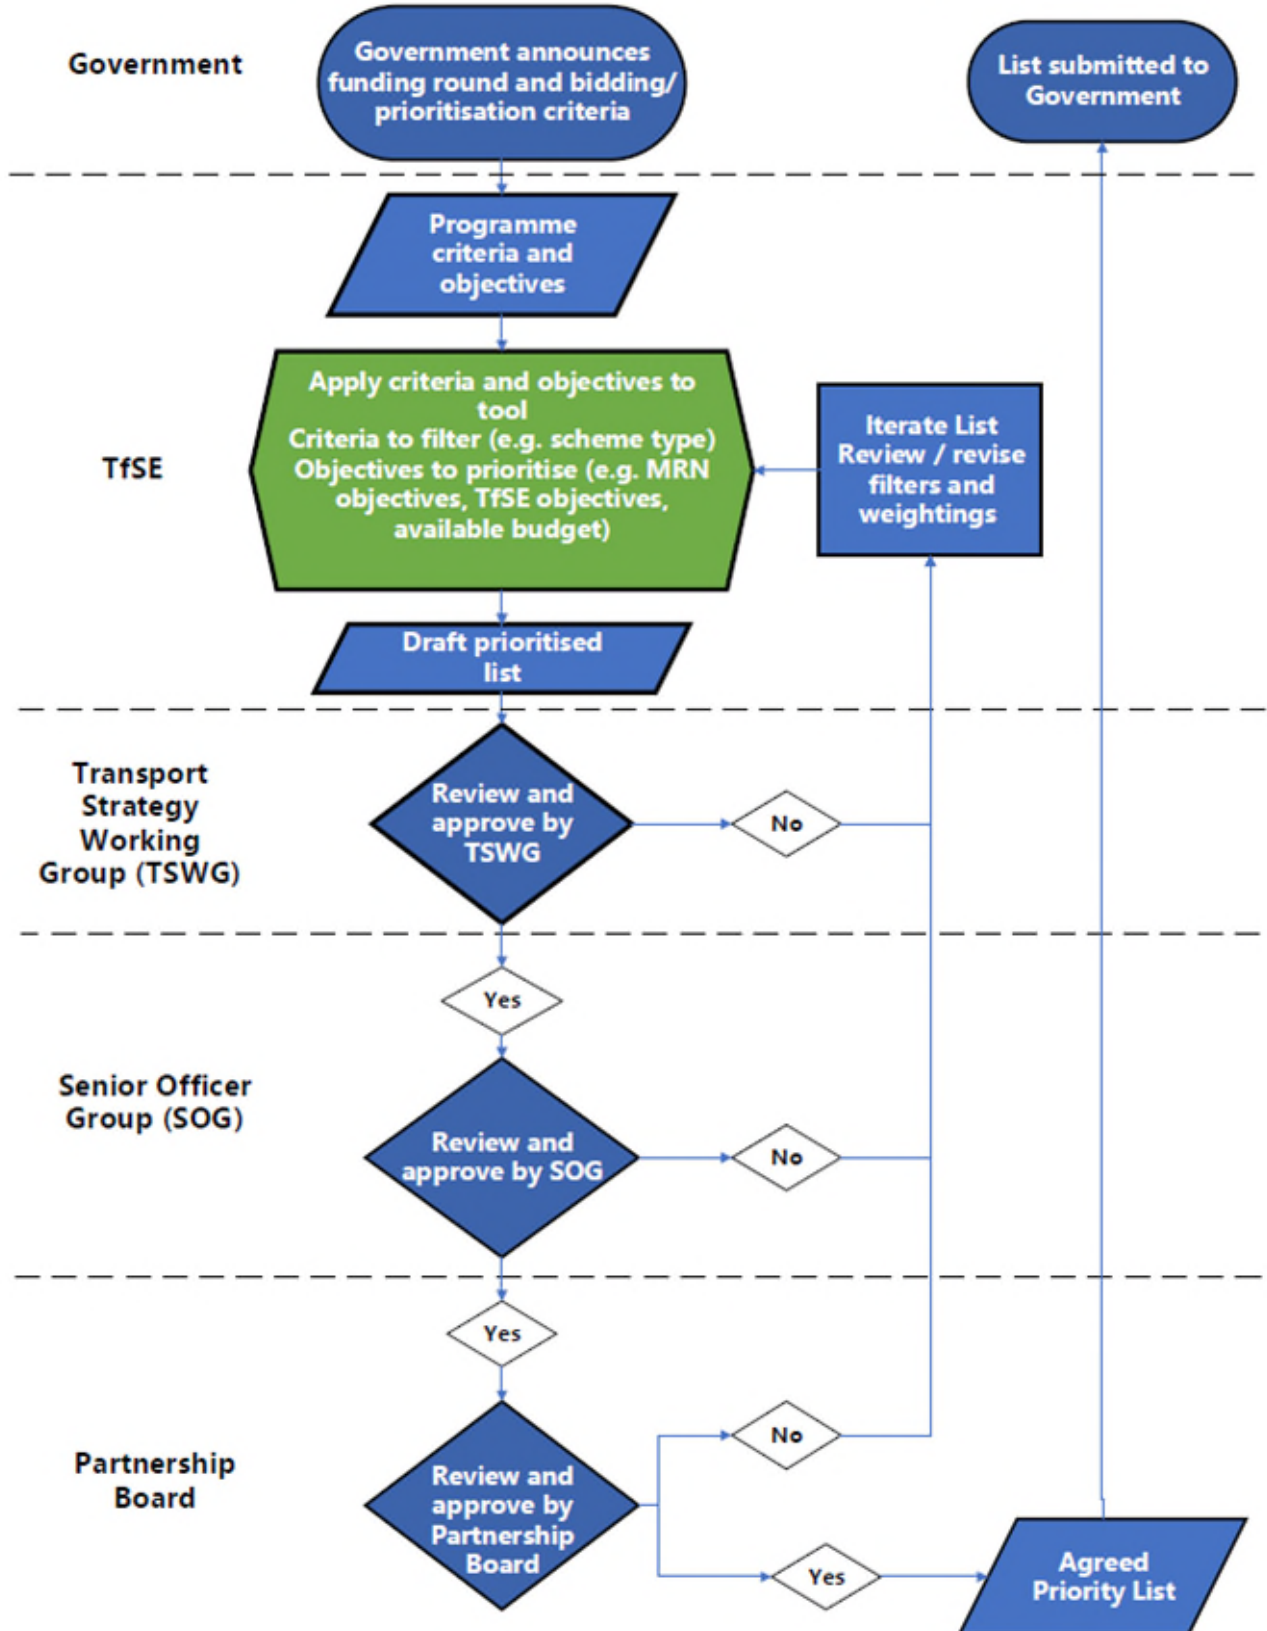 Government
Government announces
funding round and bidding/
prioritisation criteria
List submitted to
Government
Programme
criteria and
objectives
TfSE
Apply criteria and objectives to
tool
Criteria to filter (e.g. scheme type)
Objectives to prioritise (e.g. MRN
objectives, TfSE objectives,
available budget)
Iterate List
Review / revise
filters and
weightings
Draft prioritised
list
Transport
Strategy
Working
Group (TSWG)
Review and
approve by
TSWG
No
Yes
Senior Officer
Group (SOG)
Review and
approve by SOG
No
Yes
Partnership
Board
Review and
approve by
Partnership
Board
No
Yes
Agreed
Priority List